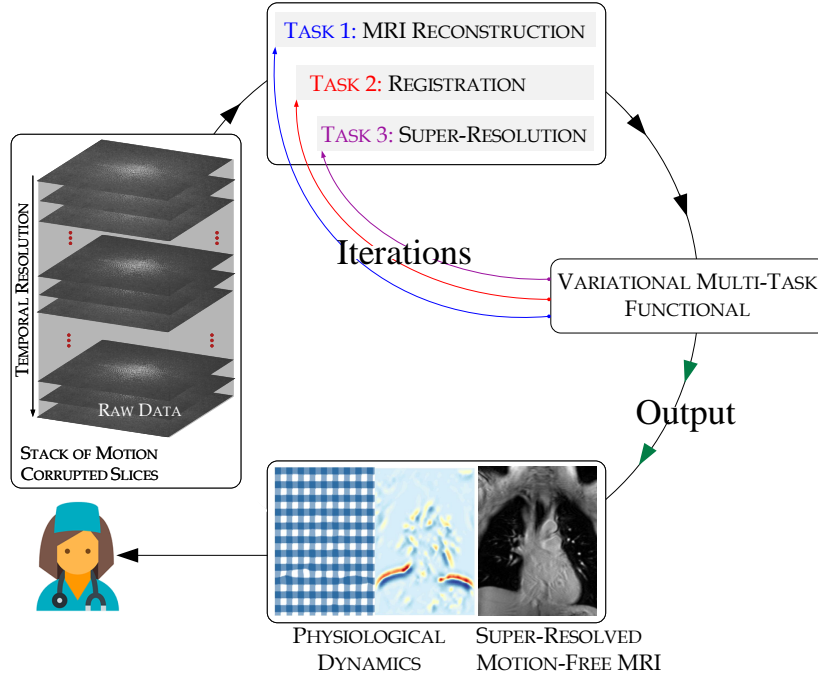 TASK 1: MRI RECONSTRUCTION
TASK 2: REGISTRATION
TASK 3: SUPER-RESOLUTION
TEMPORAL RESOLUTION
RAW DATA
STACK OF MOTION
CORRUPTED SLICES
Iterations
VARIATIONAL MULTI-TASK
FUNCTIONAL
Output
PHYSIOLOGICAL
DYNAMICS
SUPER-RESOLVED
MOTION-FREE MRI